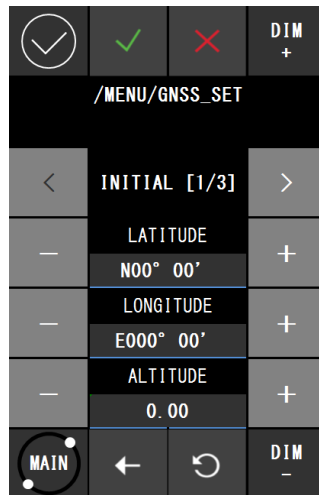 DIM
+
/MENU/GNSS_SET
< INITIAL [1/3] >
LATITUDE
− N00° 00' +
LONGITUDE
− E000° 00' +
ALTITUDE
− 0.00 +
MAIN
DIM
−